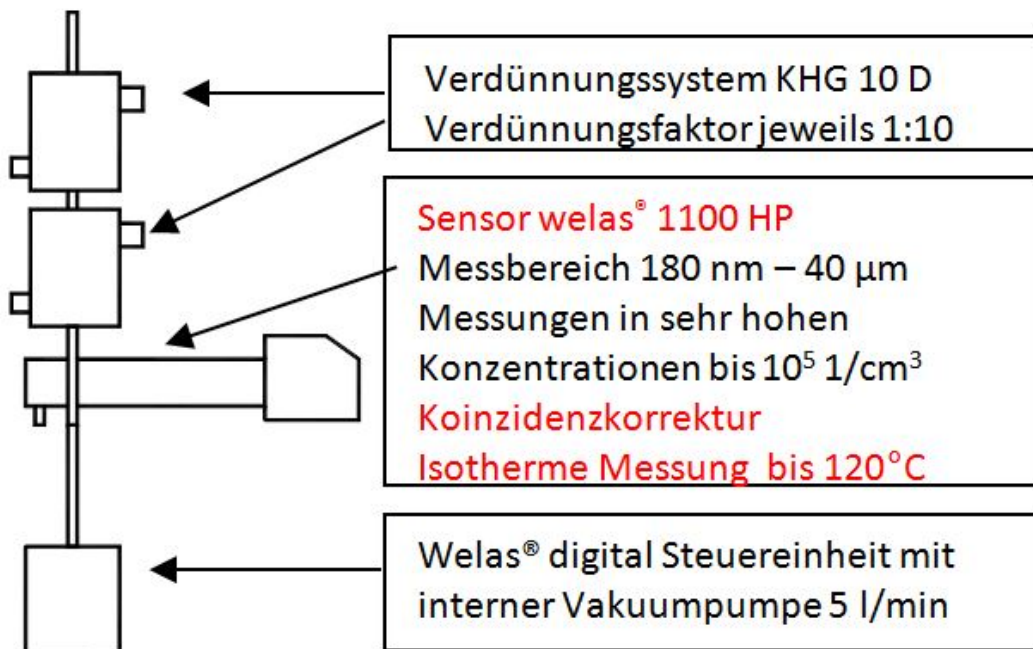 Verdünnungssystem KHG 10 D
Verdünnungsfaktor jeweils 1:10
Sensor welas® 1100 HP
Messbereich 180 nm – 40 µm
Messungen in sehr hohen
Konzentrationen bis 10⁵ 1/cm³
Koinzidenzkorrektur
Isotherme Messung bis 120°C
Welas® digital Steuereinheit mit
interner Vakuumpumpe 5 l/min